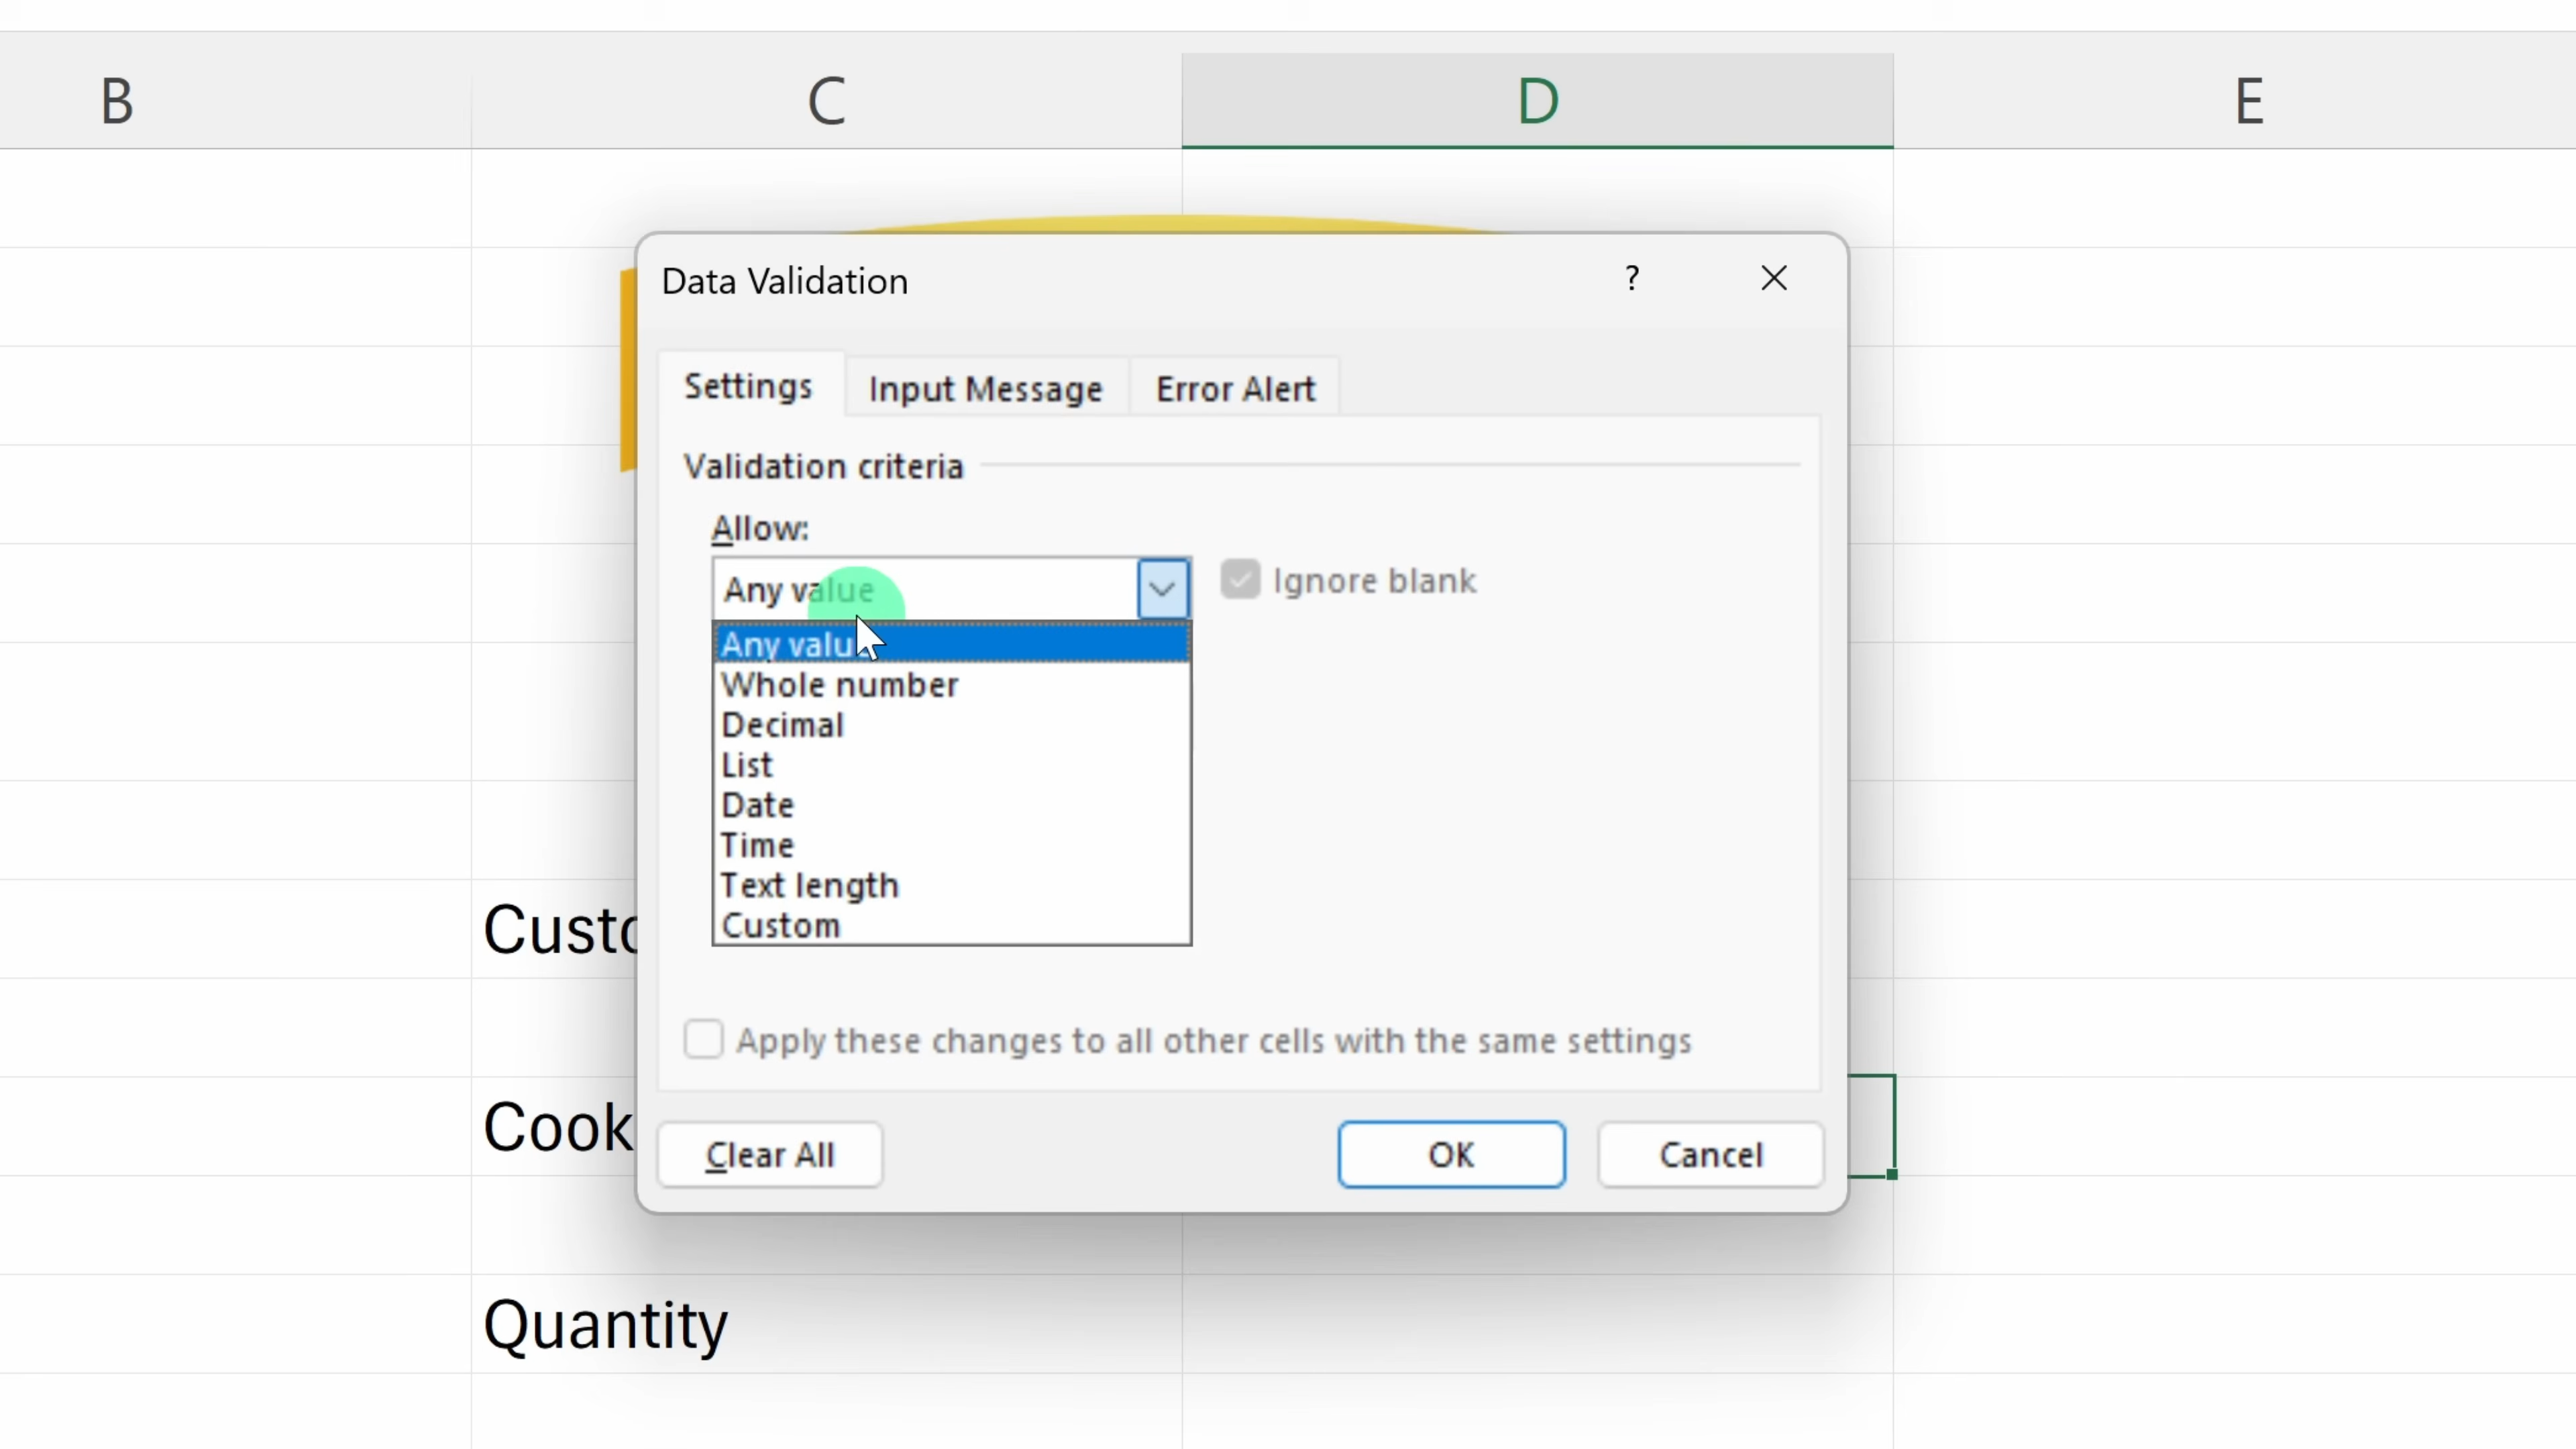 B C D E
Data Validation ?
Settings Input Message Error Alert
Validation criteria
Allow:
Any value Ignore blank
Any valu
Whole number
Decimal
List
Date
Time
Text length
Custom
Custo
Apply these changes to all other cells with the same settings
Cook
Clear All OK Cancel
Quantity